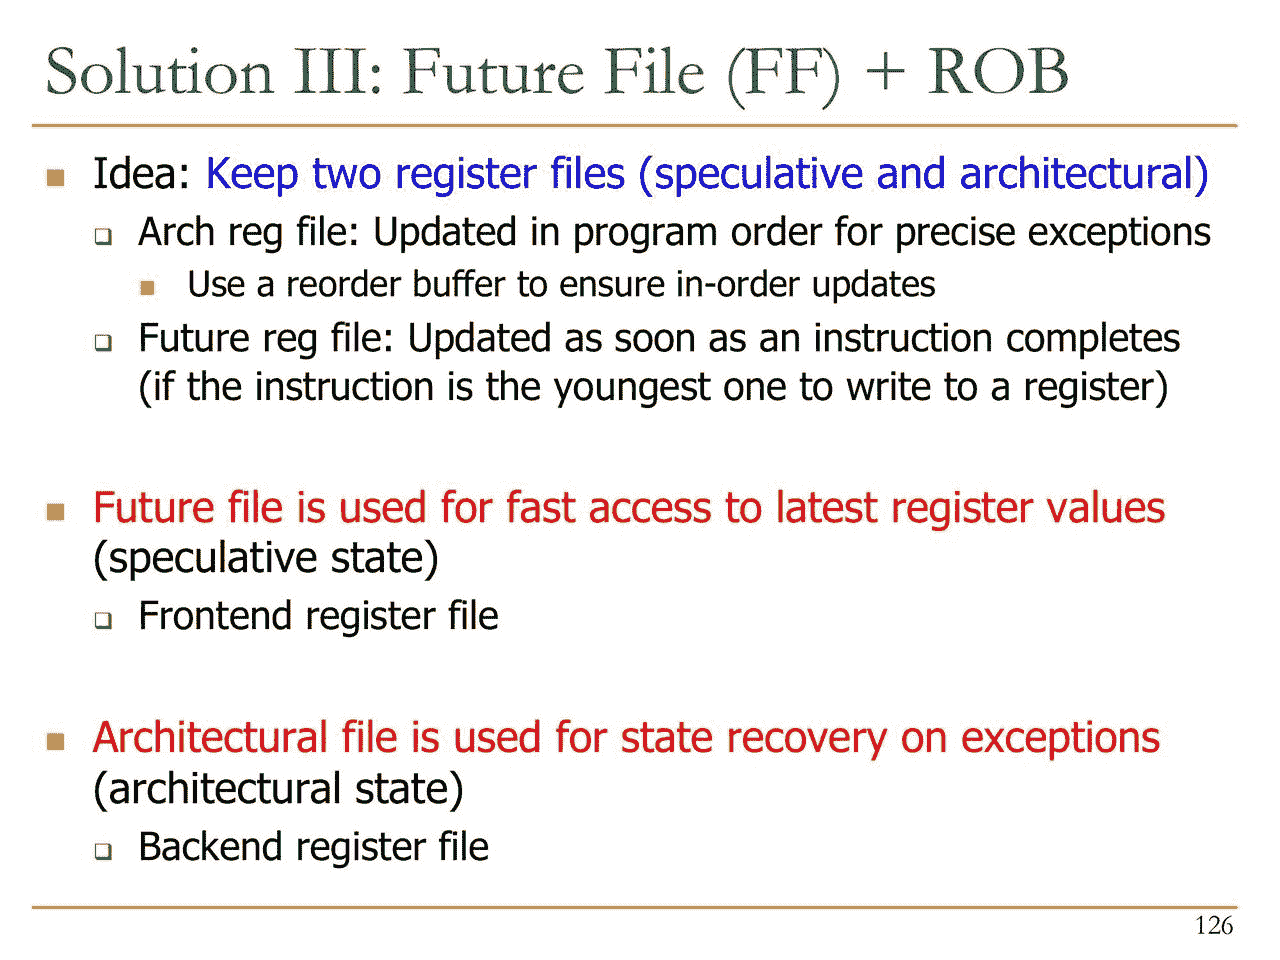 Solution III: Future File (FF) + ROB
Idea: Keep two register files (speculative and architectural)
Arch reg file: Updated in program order for precise exceptions
Use a reorder buffer to ensure in-order updates
Future reg file: Updated as soon as an instruction completes
(if the instruction is the youngest one to write to a register)
Future file is used for fast access to latest register values
(speculative state)
Frontend register file
Architectural file is used for state recovery on exceptions
(architectural state)
Backend register file
126